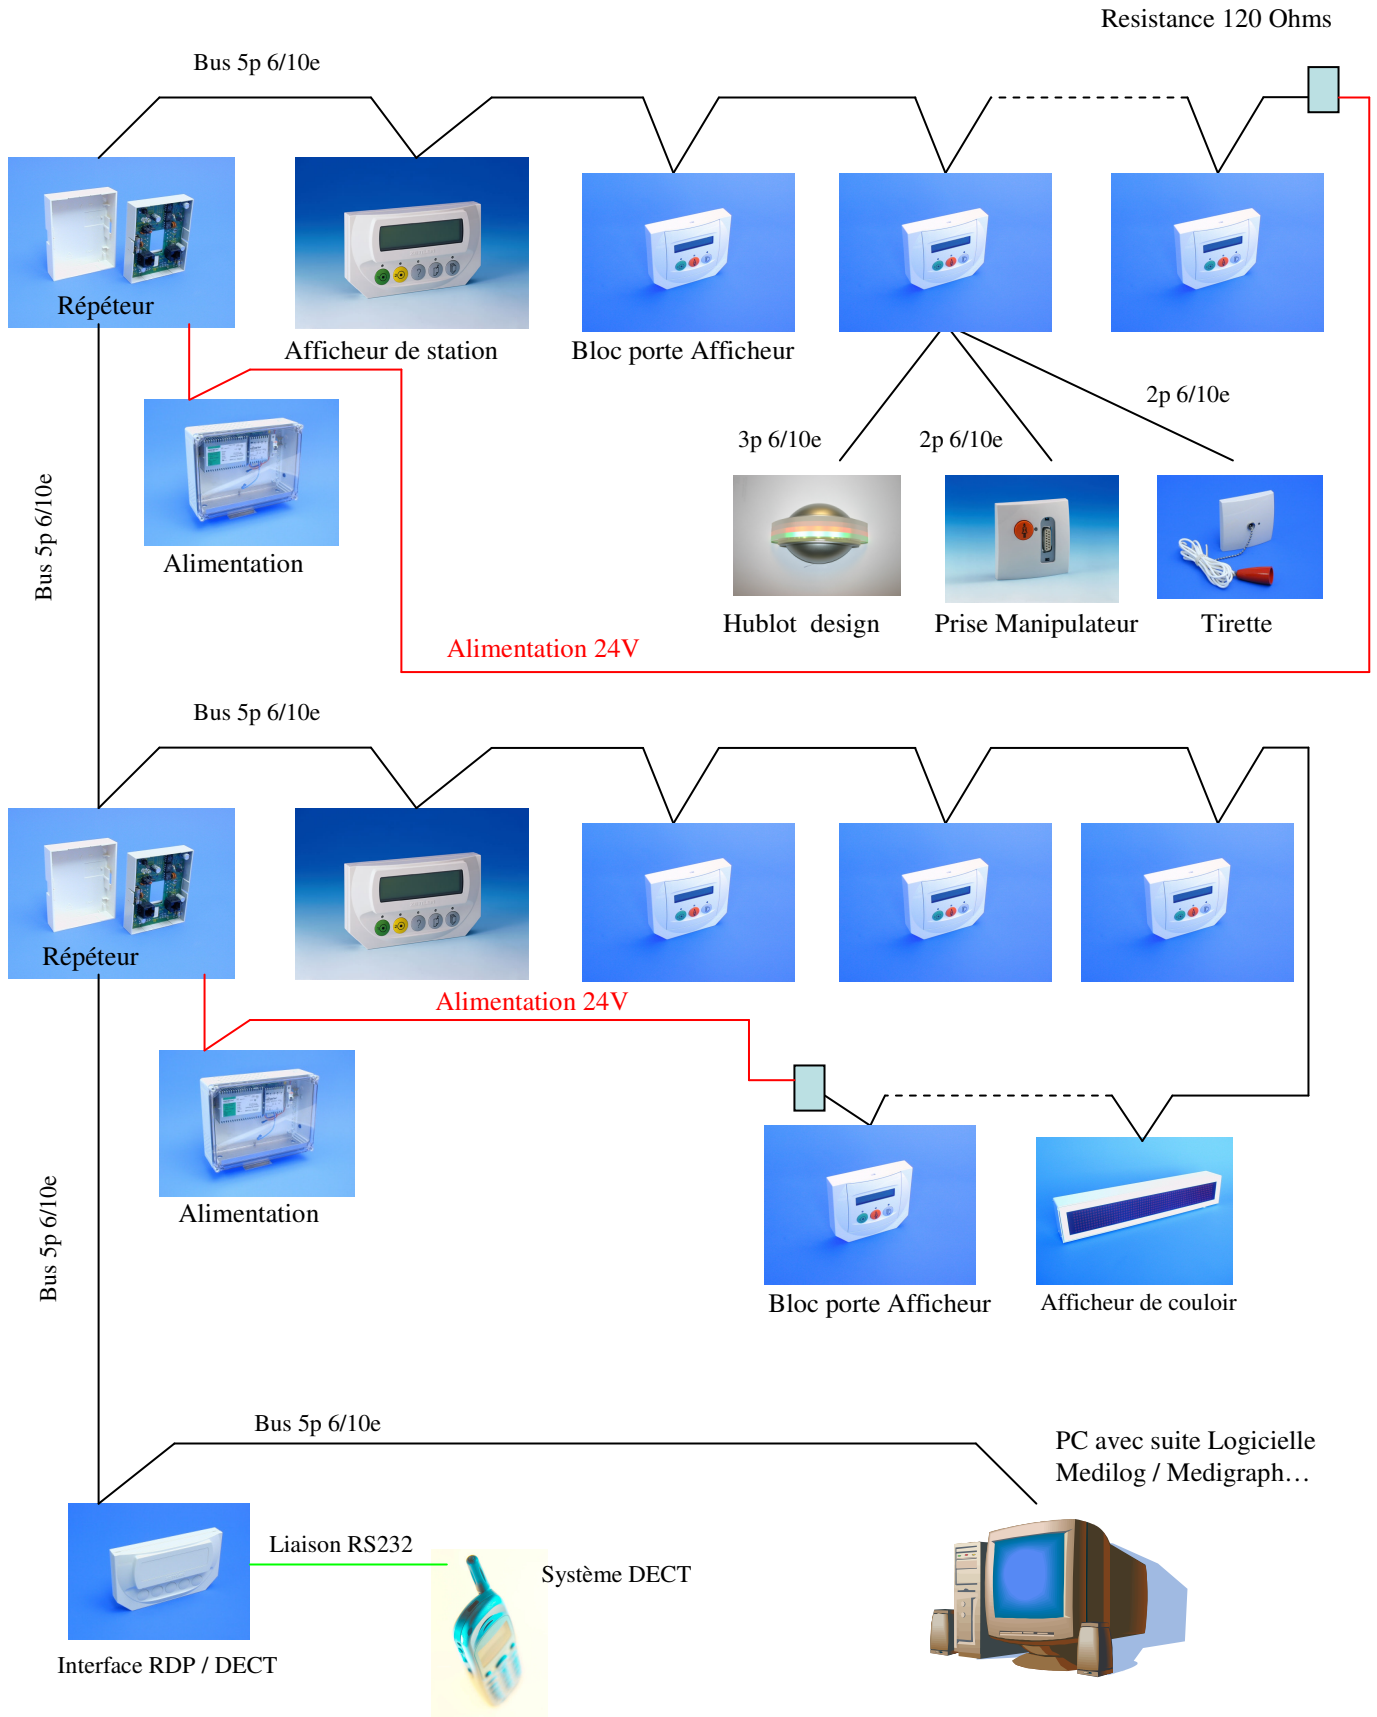 Resistance 120 Ohms
Bus 5p 6/10e
Répéteur
Afficheur de station
Bloc porte Afficheur
2p 6/10e
3p 6/10e
2p 6/10e
Bus 5p 6/10e
Alimentation
Hublot design
Prise Manipulateur
Tirette
Alimentation 24V
Bus 5p 6/10e
Répéteur
Alimentation 24V
Alimentation
Bus 5p 6/10e
Bloc porte Afficheur
Afficheur de couloir
Bus 5p 6/10e
PC avec suite Logicielle
Medilog / Medigraph…
Liaison RS232
Système DECT
Interface RDP / DECT